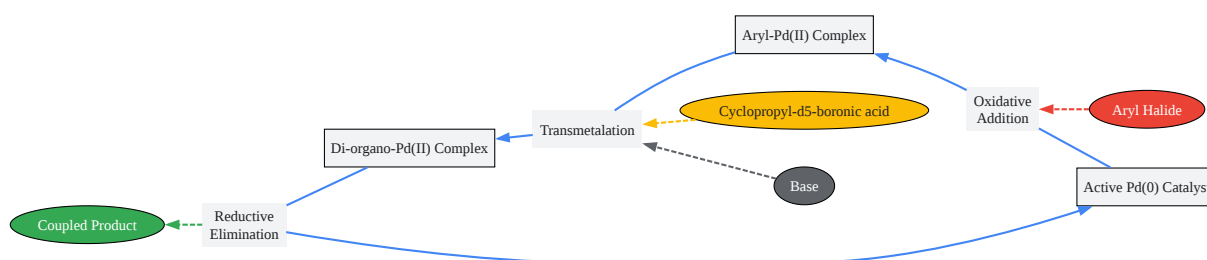 Aryl-Pd(II) Complex
Oxidative
Addition
Aryl Halide
Cyclopropyl-d5-boronic acid
Transmetalation
Di-organo-Pd(II) Complex
Base
Active Pd(0) Catalyst
Reductive
Elimination
Coupled Product